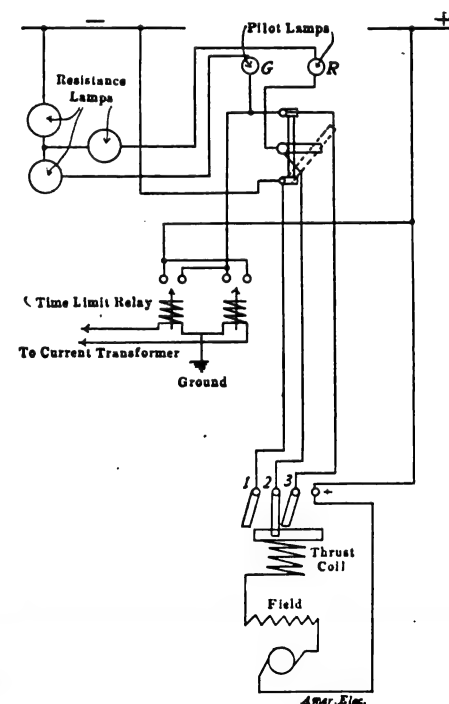 − +
Pilot Lamps
G R
Resistance
Lamps
Time Limit Relay
To Current Transformer
Ground
1 2 3
Thrust
Coil
Field
Amer. Elec.